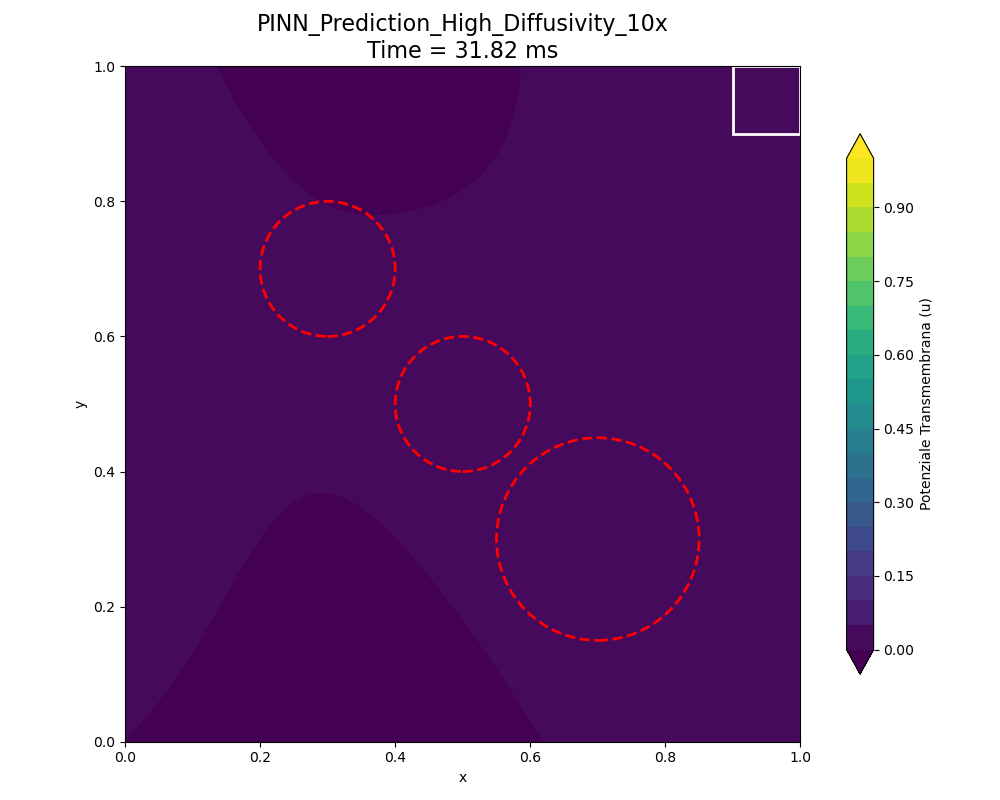 PINN_Prediction_High_Diffusivity_10x
Time = 31.82 ms
1.0
0.8
0.6
0.4
0.2
0.0
y
0.0 0.2 0.4 0.6 0.8 1.0
x
0.90
0.75
0.60
0.45
0.30
0.15
0.00
Potenziale Transmembrana (u)